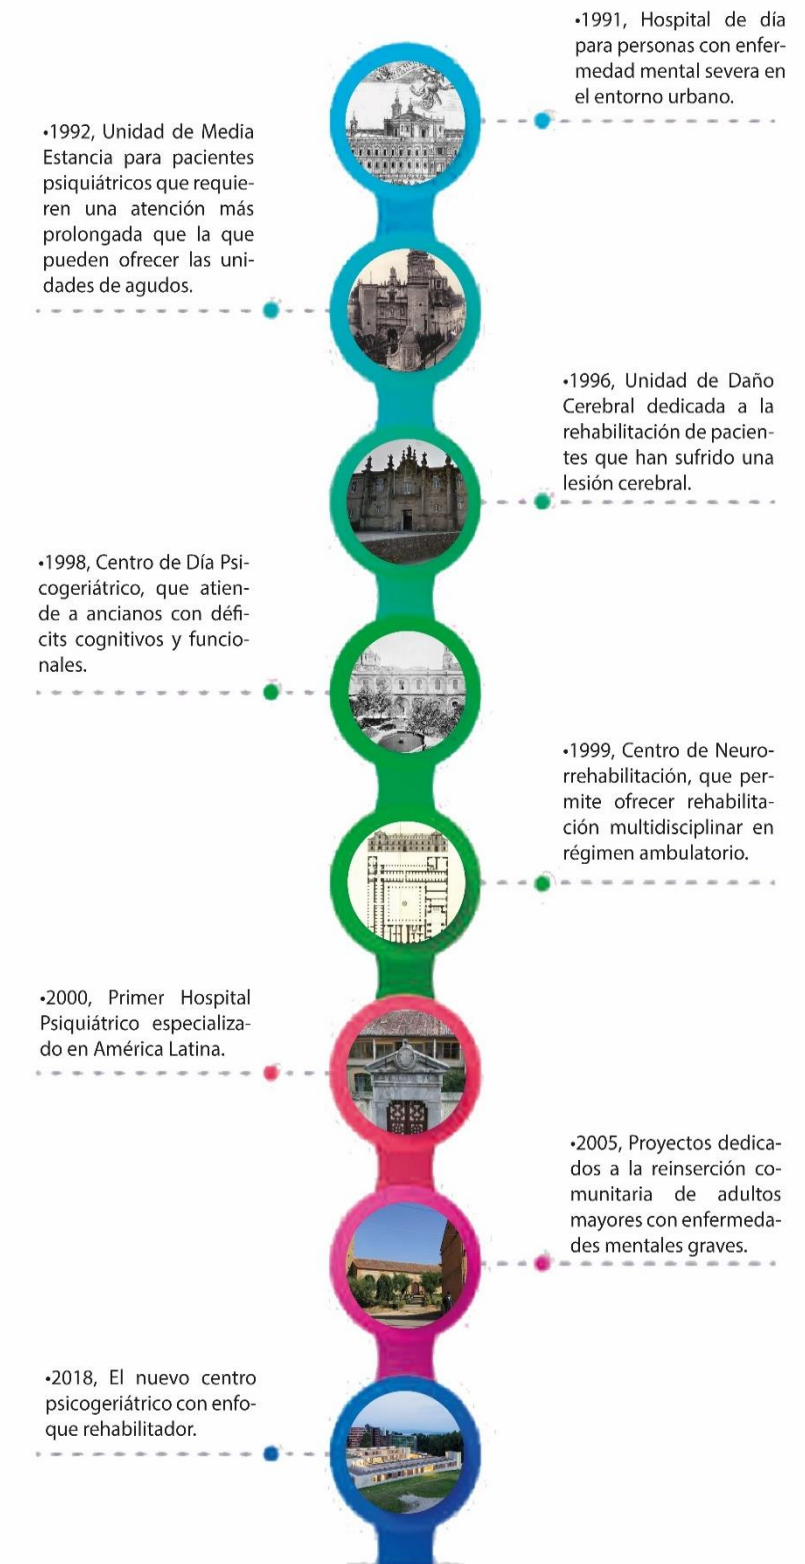 •1991, Hospital de día
para personas con enfer-
medad mental severa en
el entorno urbano.
•1992, Unidad de Media
Estancia para pacientes
psiquiátricos que requie-
ren una atención más
prolongada que la que
pueden ofrecer las uni-
dades de agudos.
•1996, Unidad de Daño
Cerebral dedicada a la
rehabilitación de pacien-
tes que han sufrido una
lesión cerebral.
•1998, Centro de Día Psi-
cogeriátrico, que atien-
de a ancianos con défi-
cits cognitivos y funcio-
nales.
•1999, Centro de Neuro-
rrehabilitación, que per-
mite ofrecer rehabilita-
ción multidisciplinar en
régimen ambulatorio.
•2000, Primer Hospital
Psiquiátrico especializa-
do en América Latina.
•2005, Proyectos dedica-
dos a la reinserción co-
munitaria de adultos
mayores con enfermeda-
des mentales graves.
•2018, El nuevo centro
psicogeriátrico con enfo-
que rehabilitador.